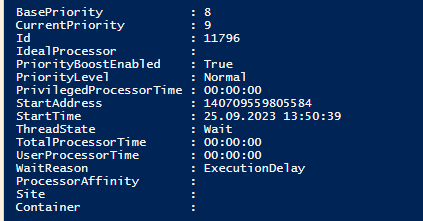 BasePriority : 8
CurrentPriority : 9
Id : 11796
IdealProcessor :
PriorityBoostEnabled : True
PriorityLevel : Normal
PrivilegedProcessorTime : 00:00:00
StartAddress : 140709559805584
StartTime : 25.09.2023 13:50:39
ThreadState : Wait
TotalProcessorTime : 00:00:00
UserProcessorTime : 00:00:00
WaitReason : ExecutionDelay
ProcessorAffinity :
Site :
Container :